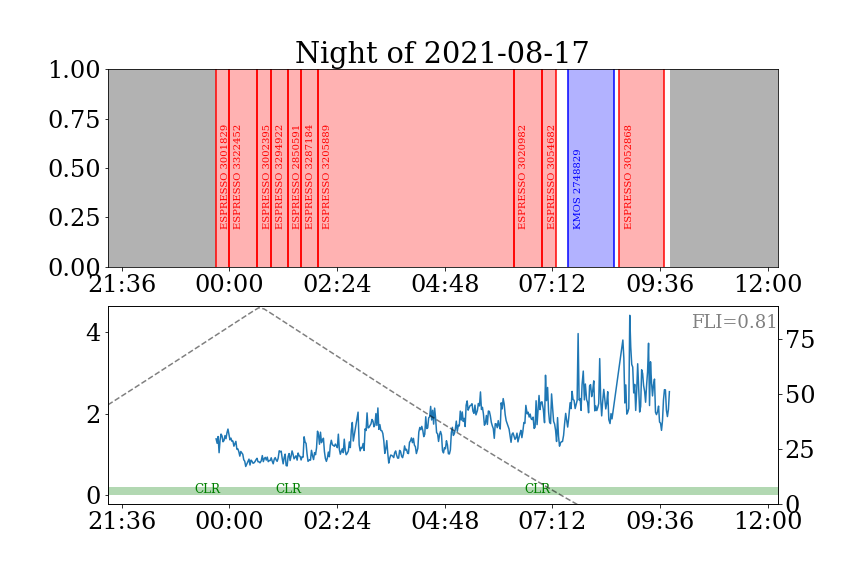 Night of 2021-08-17
1.00
0.75
0.50
0.25
0.00
ESPRESSO 3001829
ESPRESSO 3322452
ESPRESSO 3002395
ESPRESSO 3294922
ESPRESSO 2850591
ESPRESSO 3287184
ESPRESSO 3205889
ESPRESSO 3020982
ESPRESSO 3054682
KMOS 2748829
ESPRESSO 3052868
21:36 00:00 02:24 04:48 07:12 09:36 12:00
FLI=0.81
4
2
0
75
50
25
0
CLR CLR CLR
21:36 00:00 02:24 04:48 07:12 09:36 12:00